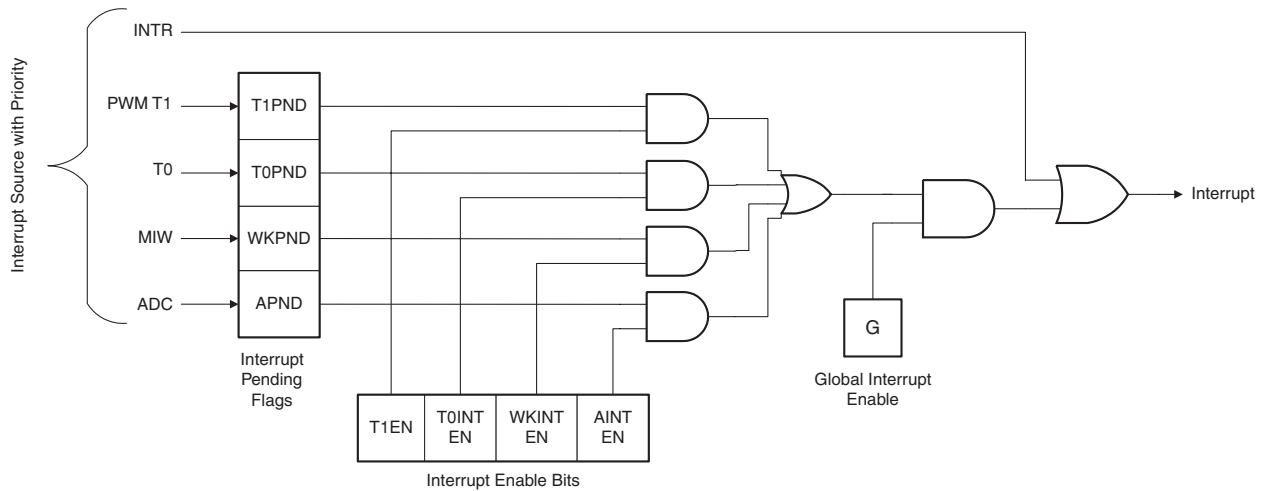 Interrupt Source with Priority
INTR
PWM T1
T0
MIW
ADC
T1PND
T0PND
WKPND
APND
Interrupt
Pending
Flags
T1EN
T0INT
EN
WKINT
EN
AINT
EN
Interrupt Enable Bits
G
Global Interrupt
Enable
Interrupt